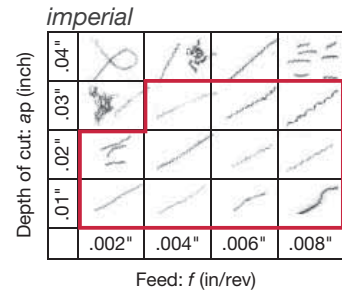 imperial
Depth of cut: ap (inch)
.04"
.03"
.02"
.01"
.002" .004" .006" .008"
Feed: f (in/rev)